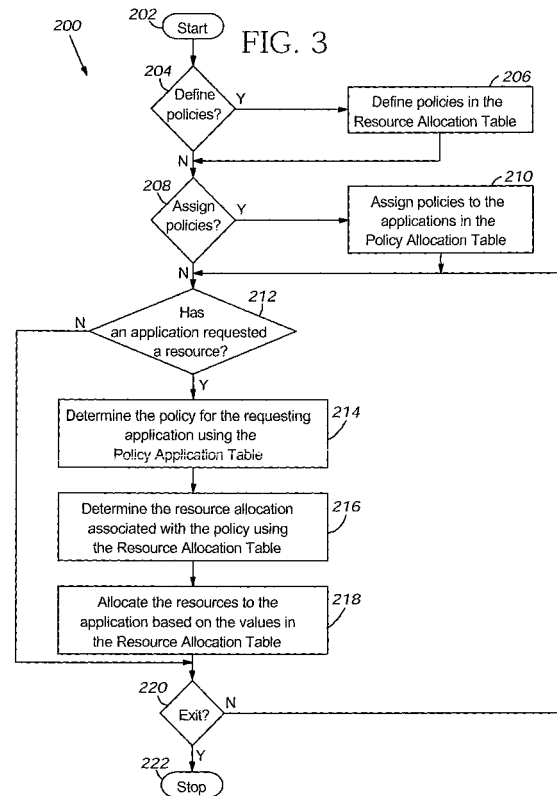 200
202
Start
FIG. 3
204
Define
policies?
Y
206
Define policies in the
Resource Allocation Table
N
208
Assign
policies?
Y
210
Assign policies to the
applications in the
Policy Allocation Table
N
212
Has
an application requested
a resource?
N
Y
Determine the policy for the requesting
application using the
Policy Application Table
214
Determine the resource allocation
associated with the policy using
the Resource Allocation Table
216
Allocate the resources to the
application based on the values in
the Resource Allocation Table
218
220
Exit?
N
Y
222
Stop